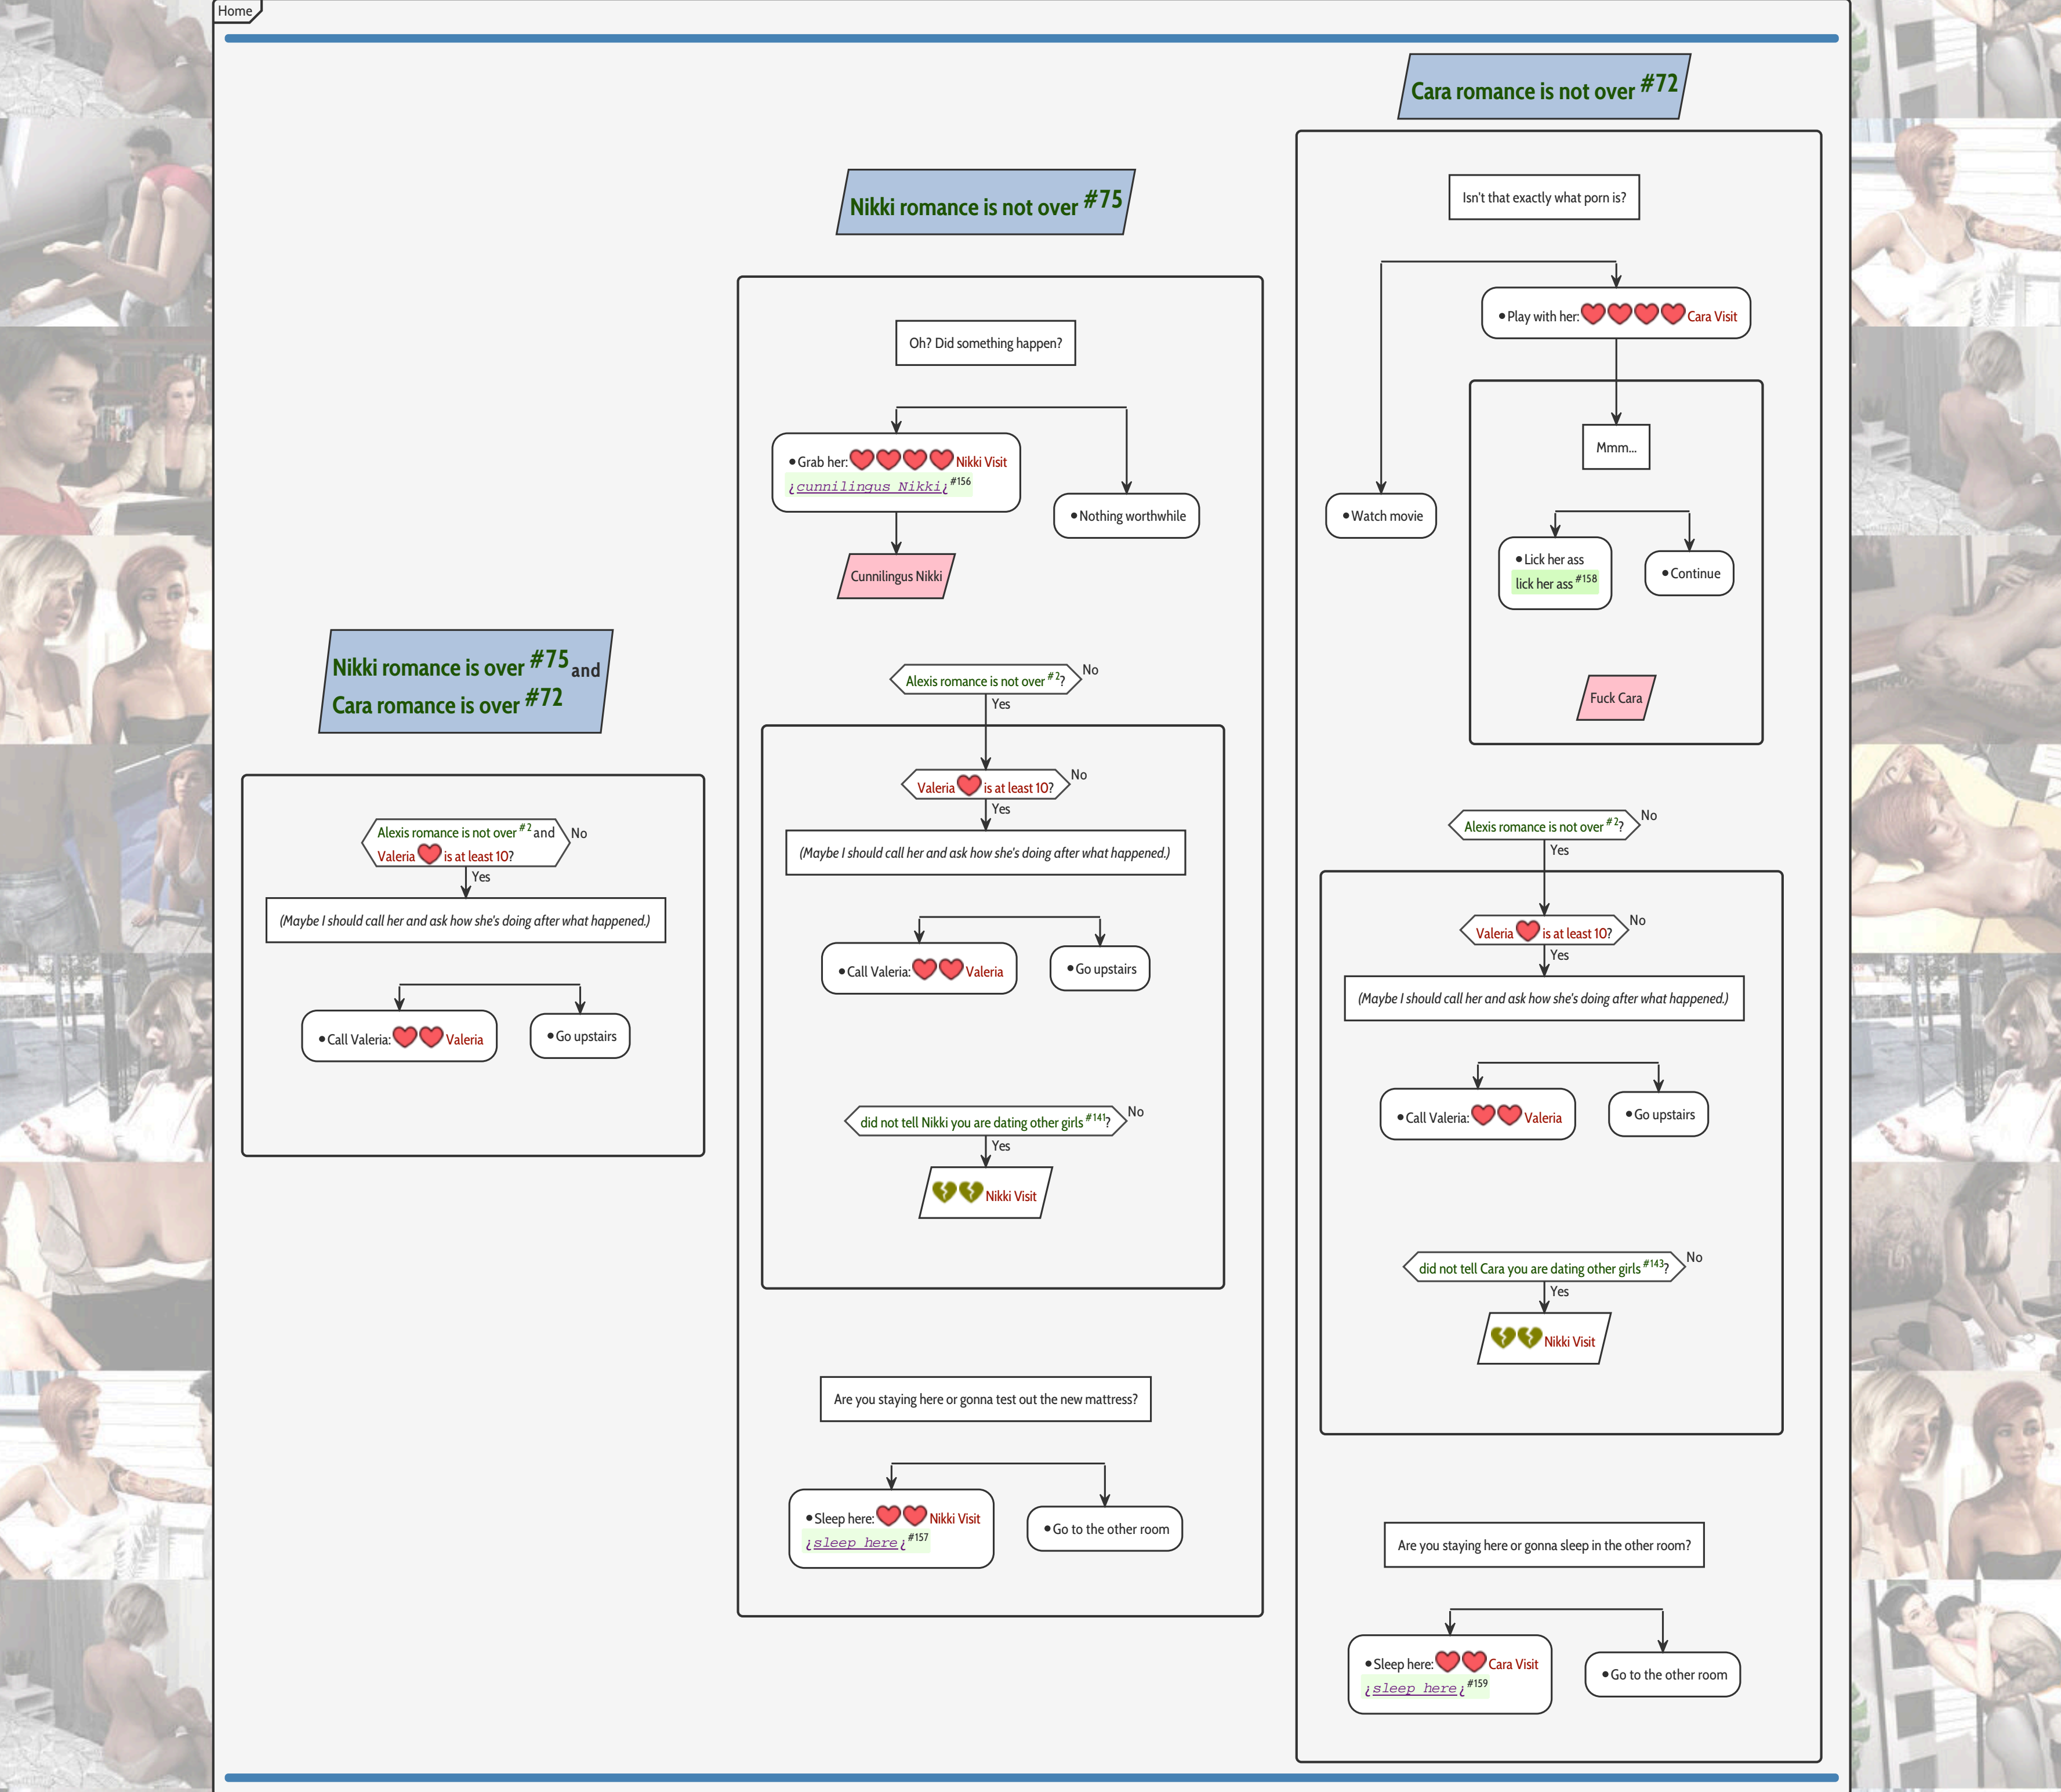 Home
Nikki romance is over #75 and
Cara romance is over #72
Alexis romance is not over #2 and
Valeria is at least 10?
No
Yes
(Maybe I should call her and ask how she's doing after what happened.)
•Call Valeria: Valeria
•Go upstairs
Nikki romance is not over #75
Oh? Did something happen?
•Grab her: Nikki Visit
¿cunnilingus Nikki¿ #156
•Nothing worthwhile
Cunnilingus Nikki
Alexis romance is not over #2?
No
Yes
Valeria is at least 10?
No
Yes
(Maybe I should call her and ask how she's doing after what happened.)
•Call Valeria: Valeria
•Go upstairs
did not tell Nikki you are dating other girls #141?
No
Yes
Nikki Visit
Are you staying here or gonna test out the new mattress?
•Sleep here: Nikki Visit
¿sleep here¿ #157
•Go to the other room
Cara romance is not over #72
Isn't that exactly what porn is?
•Play with her: Cara Visit
•Watch movie
Mmm...
•Lick her ass
lick her ass #158
•Continue
Fuck Cara
Alexis romance is not over #2?
No
Yes
Valeria is at least 10?
No
Yes
(Maybe I should call her and ask how she's doing after what happened.)
•Call Valeria: Valeria
•Go upstairs
did not tell Cara you are dating other girls #143?
No
Yes
Nikki Visit
Are you staying here or gonna sleep in the other room?
•Sleep here: Cara Visit
¿sleep here¿ #159
•Go to the other room